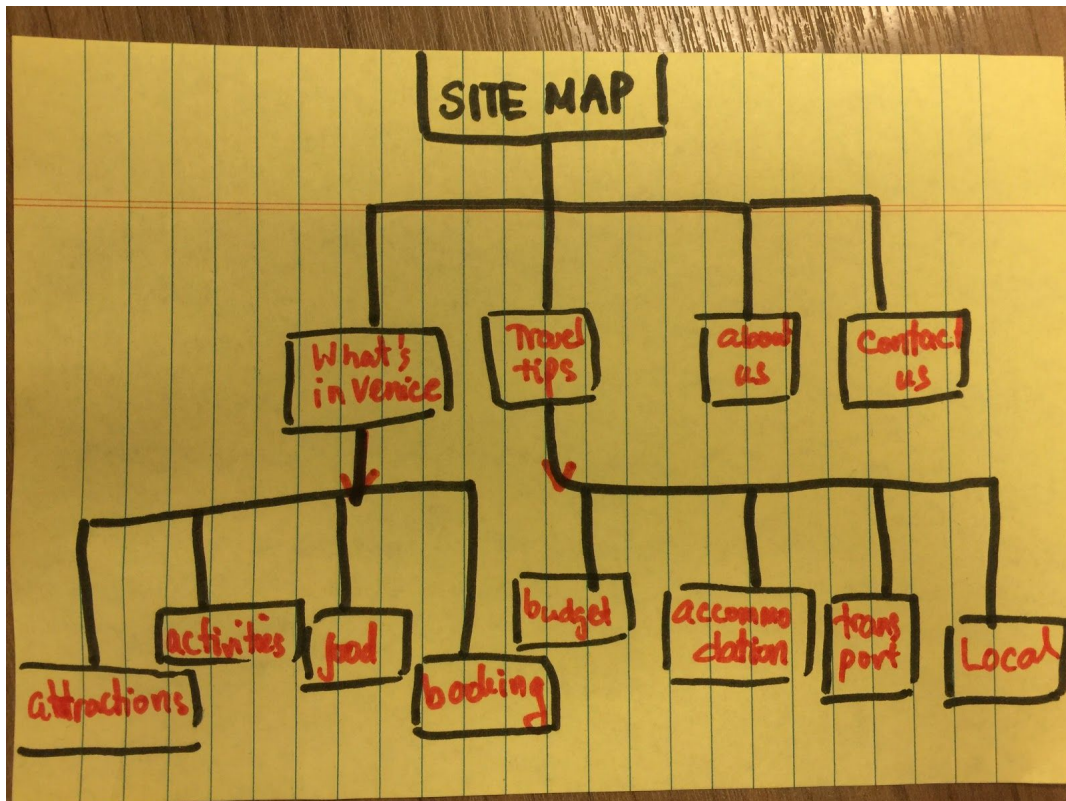 SITE MAP
What's
in Venice
Travel
tips
about
us
Contact
us
attractions
activities
food
booking
budget
accommo
dation
trans
port
Local